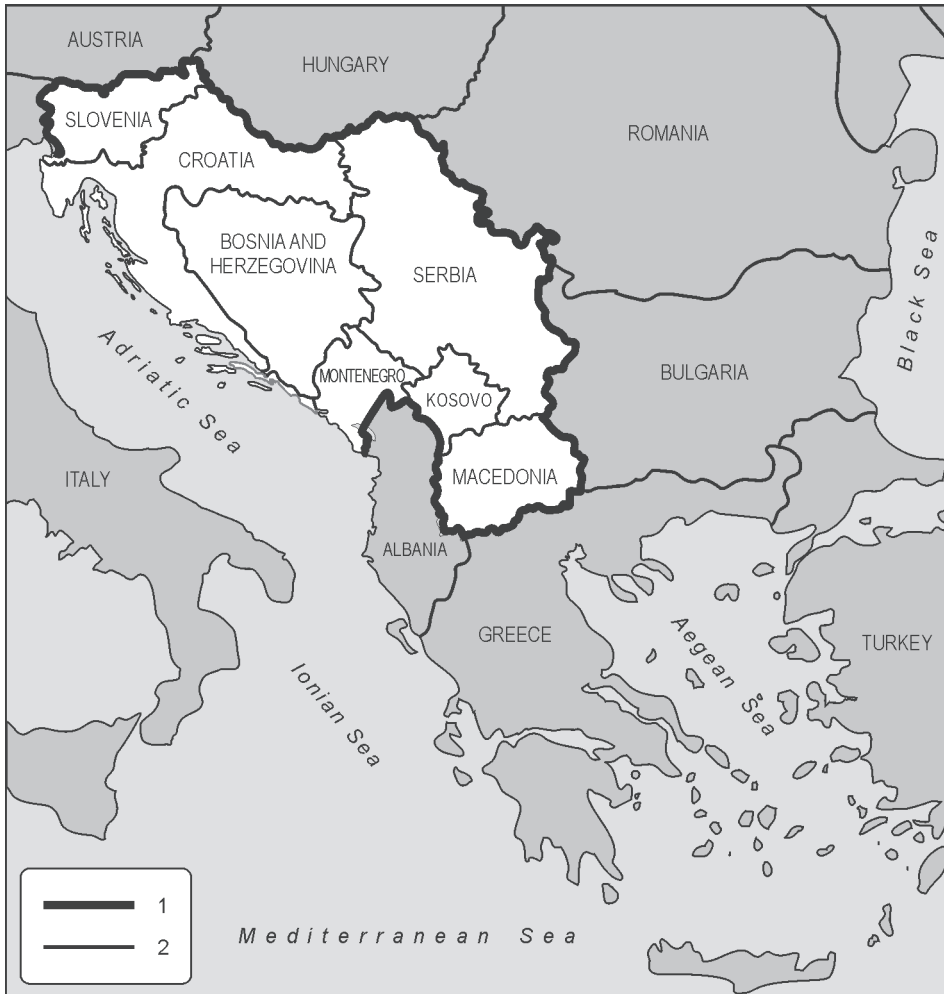 AUSTRIA
HUNGARY
SLOVENIA
ROMANIA
CROATIA
BOSNIA AND
HERZEGOVINA
SERBIA
Black Sea
Adriatic Sea
MONTENEGRO
KOSOVO
BULGARIA
ITALY
MACEDONIA
ALBANIA
GREECE
Aegean
Sea
TURKEY
Ionian Sea
1
2
Mediterranean Sea